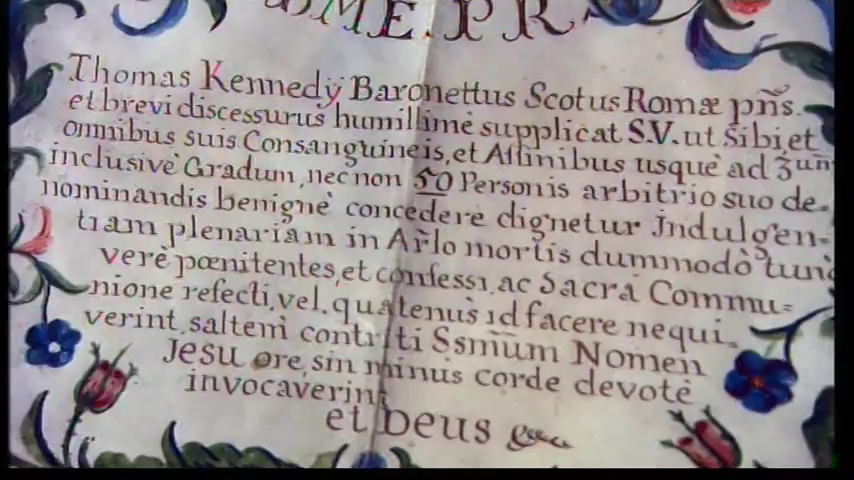 OME. P R
Thomas Kennedÿ Baronettus Scotus Romæ pñs.
et brevi discessurus humillimè supplicat S.V. ut sibi, et
omnibus suis Consanguineis, et Affinibus usquè ad 3um
inclusivè Gradum, nec non 50 Personis arbitrio suo de-
nominandis benignè concedere dignetur Jndulgen-
tiam plenariam in Arlo mortis dummodò tunc
verè pœnitentes, et confessi, ac Sacra Commu-
nione refecti, vel quatenus id facere nequi
verint, saltem contriti Ssmum Nomen
Jesu ore, sin minus corde devotè
invocaverint
et Deus